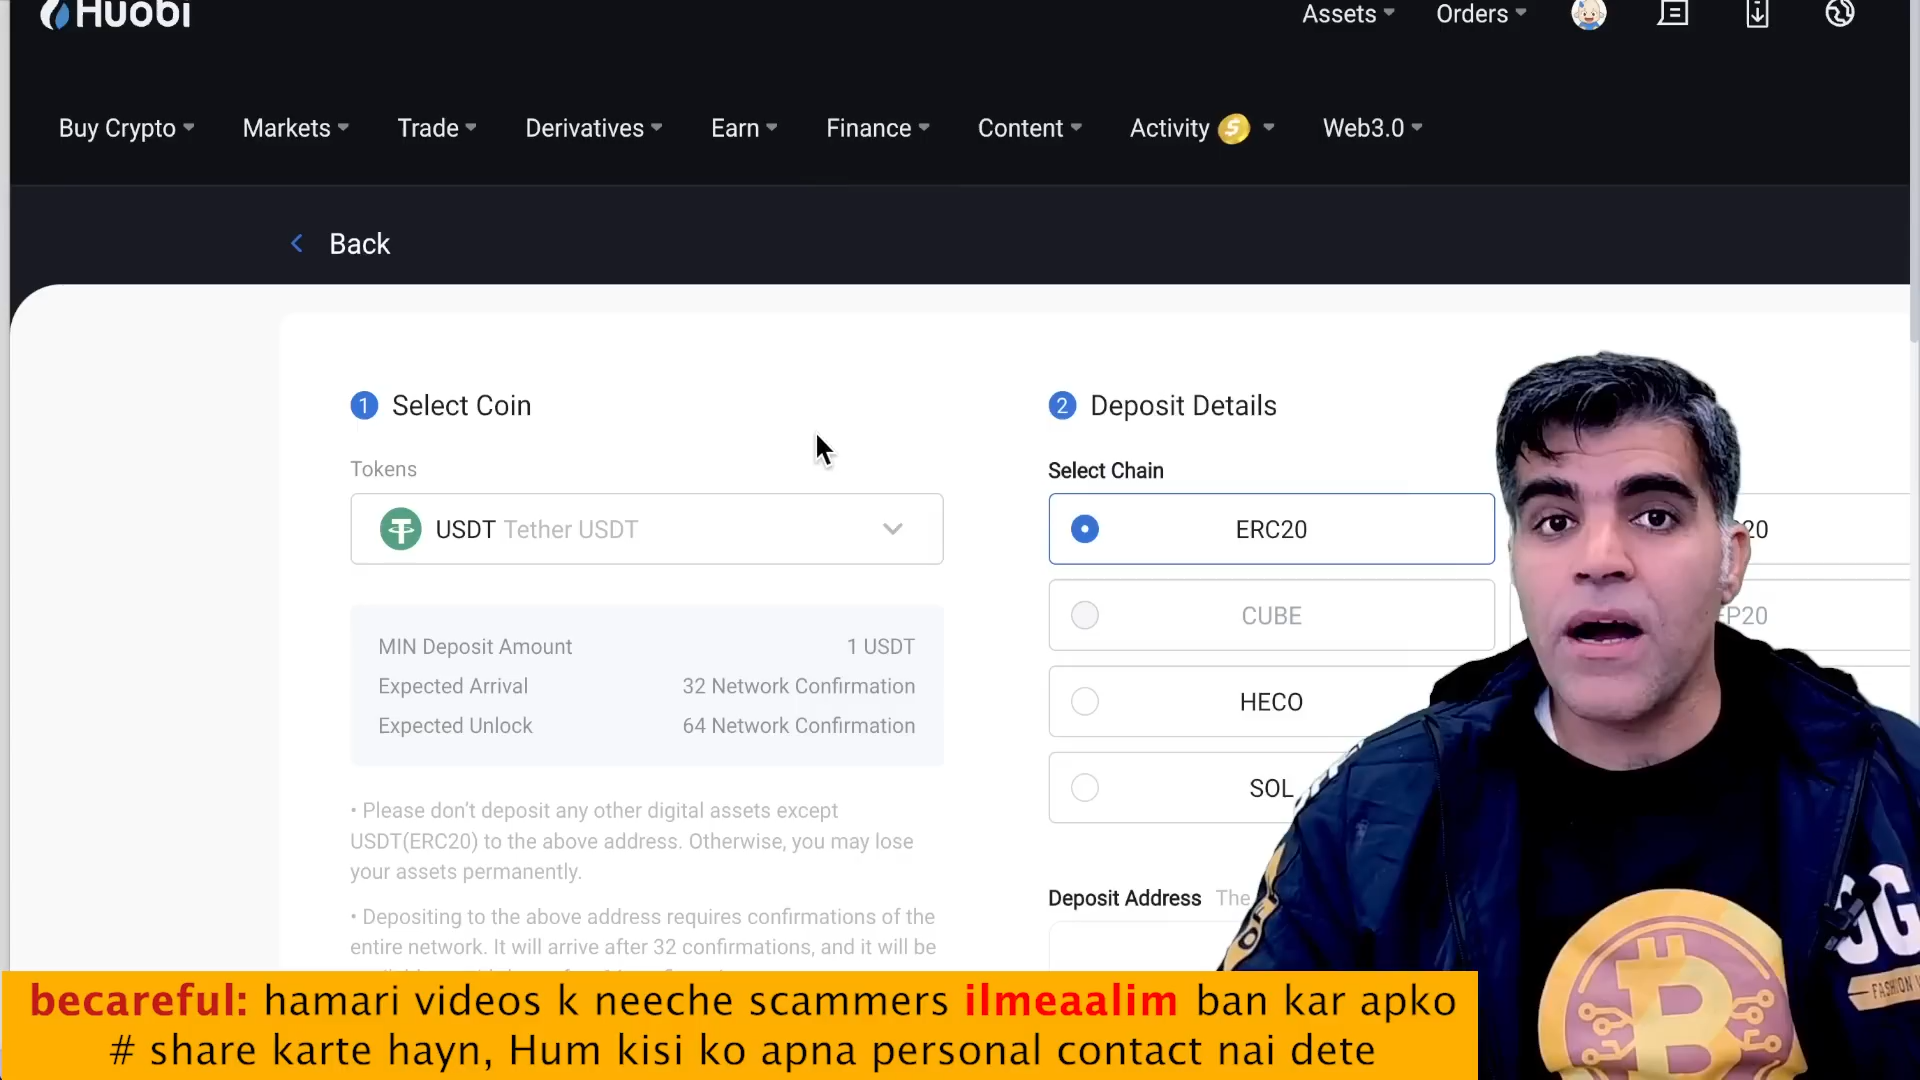 Huobi
Assets Orders
Buy Crypto Markets Trade Derivatives Earn Finance Content Activity Web3.0
Back
1 Select Coin
Tokens
USDT Tether USDT
MIN Deposit Amount 1 USDT
Expected Arrival 32 Network Confirmation
Expected Unlock 64 Network Confirmation
• Please don't deposit any other digital assets except
USDT(ERC20) to the above address. Otherwise, you may lose
your assets permanently.
• Depositing to the above address requires confirmations of the
entire network. It will arrive after 32 confirmations, and it will be
2 Deposit Details
Select Chain
ERC20
20
CUBE
P20
HECO
SOL
Deposit Address The
FASHION
becareful: hamari videos k neeche scammers ilmeaalim ban kar apko
# share karte hayn, Hum kisi ko apna personal contact nai dete